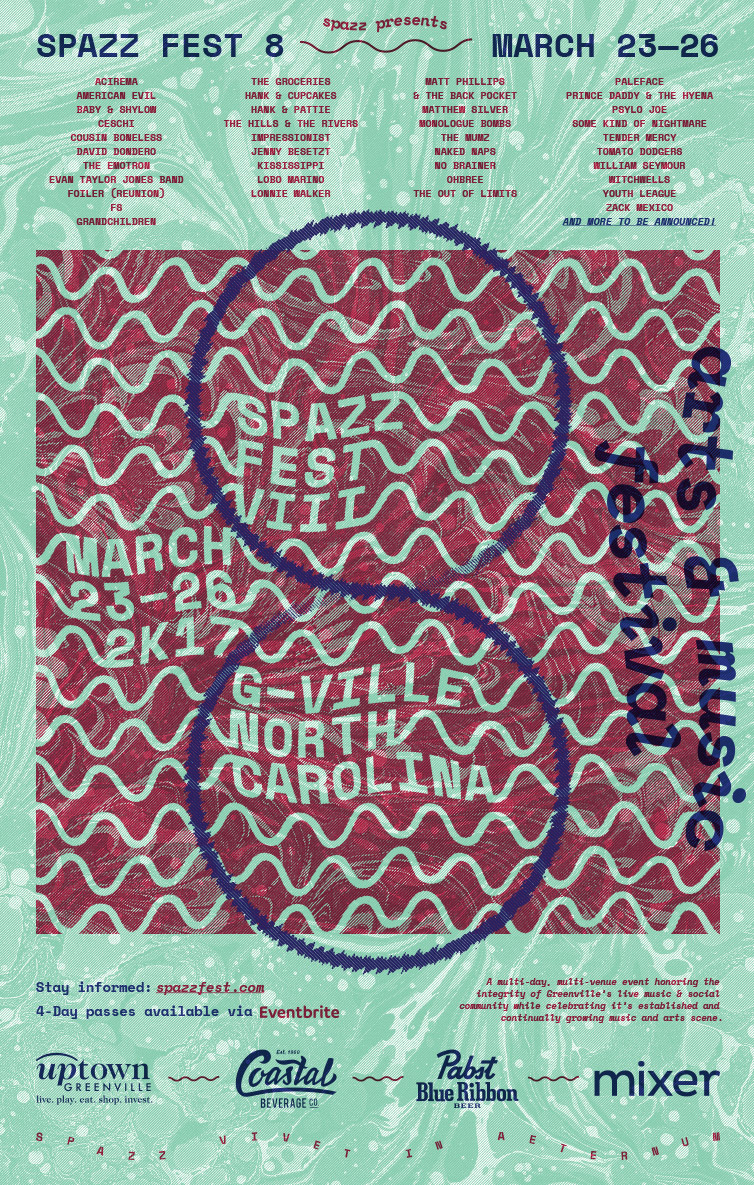 spazz presents
SPAZZ FEST 8
MARCH 23—26
ACIREMA
AMERICAN EVIL
BABY & SHYLOW
CESCHI
COUSIN BONELESS
DAVID DONDERO
THE EMOTRON
EVAN TAYLOR JONES BAND
FOILER (REUNION)
FS
GRANDCHILDREN
THE GROCERIES
HANK & CUPCAKES
HANK & PATTIE
THE HILLS & THE RIVERS
IMPRESSIONIST
JENNY BESETZT
KISSISSIPPI
LOBO MARINO
LONNIE WALKER
MATT PHILLIPS
& THE BACK POCKET
MATTHEW SILVER
MONOLOGUE BOMBS
THE MUMZ
NAKED NAPS
NO BRAINER
OHBREE
THE OUT OF LIMITS
PALEFACE
PRINCE DADDY & THE HYENA
PSYLO JOE
SOME KIND OF NIGHTMARE
TENDER MERCY
TOMATO DODGERS
WILLIAM SEYMOUR
WITCHWELLS
YOUTH LEAGUE
ZACK MEXICO
AND MORE TO BE ANNOUNCED!
SPAZZ
FEST
VIII
MARCH
23—26
2K17
G—VILLE
NORTH
CAROLINA
arts & music
festival
Stay informed: spazzfest.com
4-Day passes available via Eventbrite
A multi-day, multi-venue event honoring the
integrity of Greenville's live music & social
community while celebrating it's established and
continually growing music and arts scene.
uptown
GREENVILLE
live. play. eat. shop. invest.
Est. 1960
Coastal
BEVERAGE CO.
Pabst
Blue Ribbon
BEER
mixer
SPAZZ VIVET IN AETERNUM